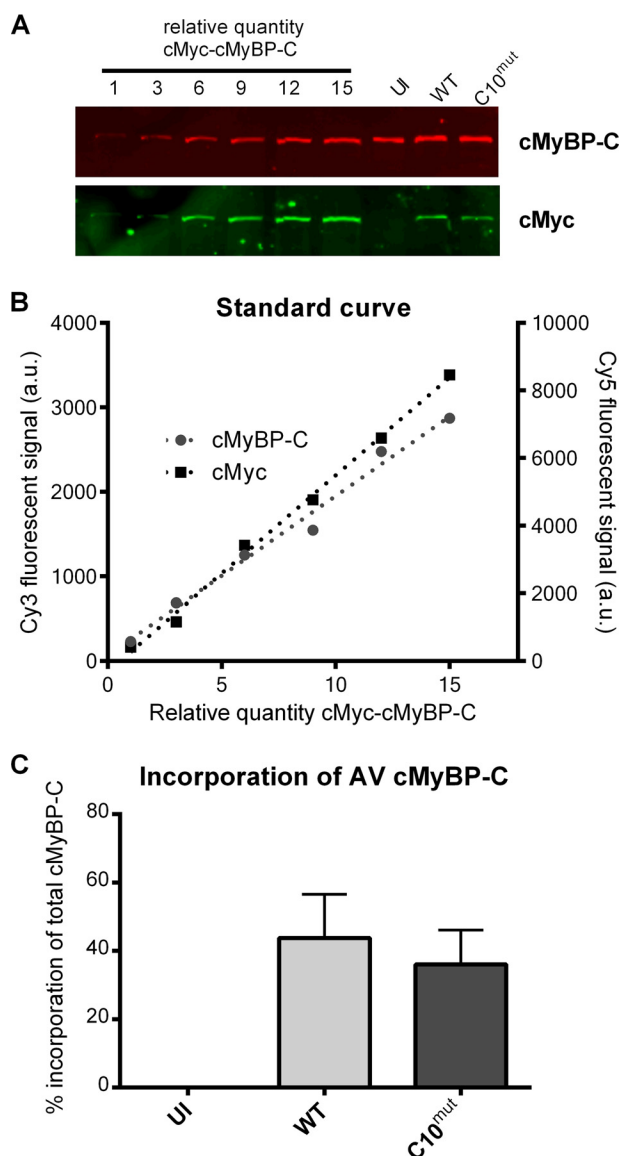 A
relative quantity
cMyc-cMyBP-C
1 3 6 9 12 15 UI WT C10mut
cMyBP-C
cMyc
B
Standard curve
4000
3000
2000
1000
0
Cy3 fluorescent signal (a.u.)
10000
8000
6000
4000
2000
0
Cy5 fluorescent signal (a.u.)
cMyBP-C
cMyc
0 5 10 15
Relative quantity cMyc-cMyBP-C
C
Incorporation of AV cMyBP-C
% incorporation of total cMyBP-C
80
60
40
20
0
UI WT C10mut